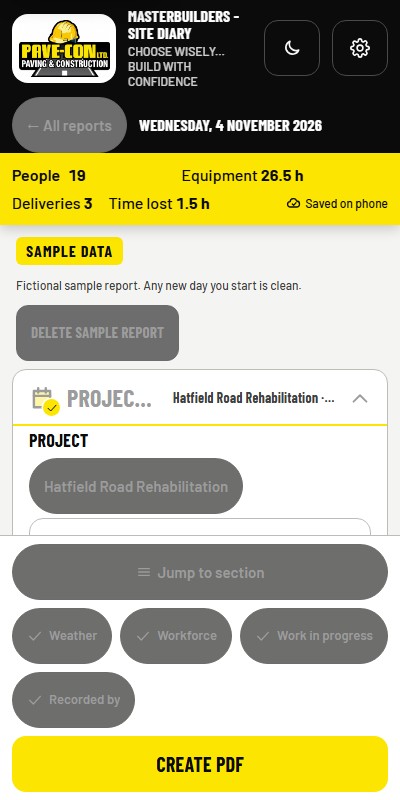 PAVE-CON LTD.
PAVING & CONSTRUCTION
MASTERBUILDERS -
SITE DIARY
CHOOSE WISELY...
BUILD WITH
CONFIDENCE
← All reports
WEDNESDAY, 4 NOVEMBER 2026
People 19
Equipment 26.5 h
Deliveries 3
Time lost 1.5 h
Saved on phone
SAMPLE DATA
Fictional sample report. Any new day you start is clean.
DELETE SAMPLE REPORT
PROJEC...
Hatfield Road Rehabilitation ·...
PROJECT
Hatfield Road Rehabilitation
Jump to section
Weather
Workforce
Work in progress
Recorded by
CREATE PDF